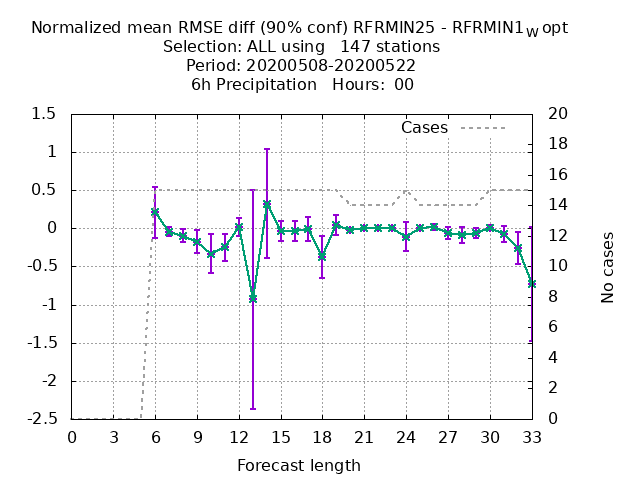 Normalized mean RMSE diff (90% conf) RFRMIN25 - RFRMIN1_W opt
Selection: ALL using   147 stations
Period: 20200508-20200522
6h Precipitation   Hours:  00
Cases
1.5
1
0.5
0
-0.5
-1
-1.5
-2
-2.5
20
18
16
14
12
10
8
6
4
2
0
No cases
0 3 6 9 12 15 18 21 24 27 30 33
Forecast length